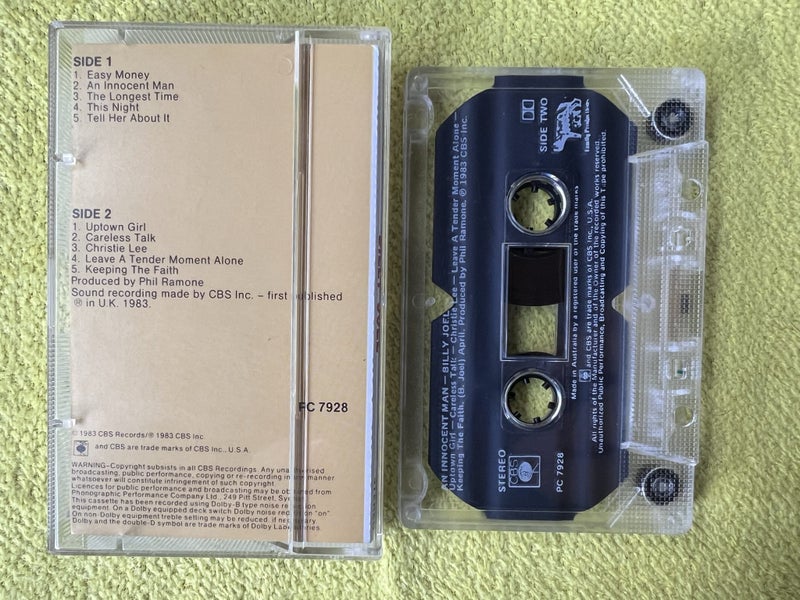 SIDE 1
1. Easy Money
2. An Innocent Man
3. The Longest Time
4. This Night
5. Tell Her About It
SIDE 2
1. Uptown Girl
2. Careless Talk
3. Christie Lee
4. Leave A Tender Moment Alone
5. Keeping The Faith
Produced by Phil Ramone
Sound recording made by CBS Inc. – first published
℗ in U.K. 1983.
PC 7928
© 1983 CBS Records/℗ 1983 CBS Inc.
and CBS are trade marks of CBS Inc., U.S.A.
WARNING–Copyright subsists in all CBS Recordings. Any unauthorised
broadcasting, public performance, copying or re-recording in any manner
whatsoever will constitute infringement of such copyright.
Licences for public performance and broadcasting may be obtained from
Phonographic Performance Company Ltd., 249 Pitt Street,
This cassette has been recorded using Dolby-B type noise reduction
equipment. On a Dolby equipped deck switch Dolby noise reduction "on".
On non-Dolby equipment treble setting may be reduced, if necessary.
Dolby and the double-D symbol are trade marks of Dolby Laboratories.
AN INNOCENT MAN – BILLY JOEL
Uptown Girl – Careless Talk – Christie Lee – Leave A Tender Moment Alone –
Keeping The Faith. (B. Joel) April. Produced by Phil Ramone, ℗ 1983 CBS Inc.
STEREO
SIDE TWO
CBS
PC 7928
Made in Australia by a registered user of the trade marks
and CBS are trade marks of CBS Inc., U.S.A.
All rights of the Manufacturer and of the Owner of the recorded works reserved.
Unauthorized Public Performance, Broadcasting and Copying of this Tape prohibited.